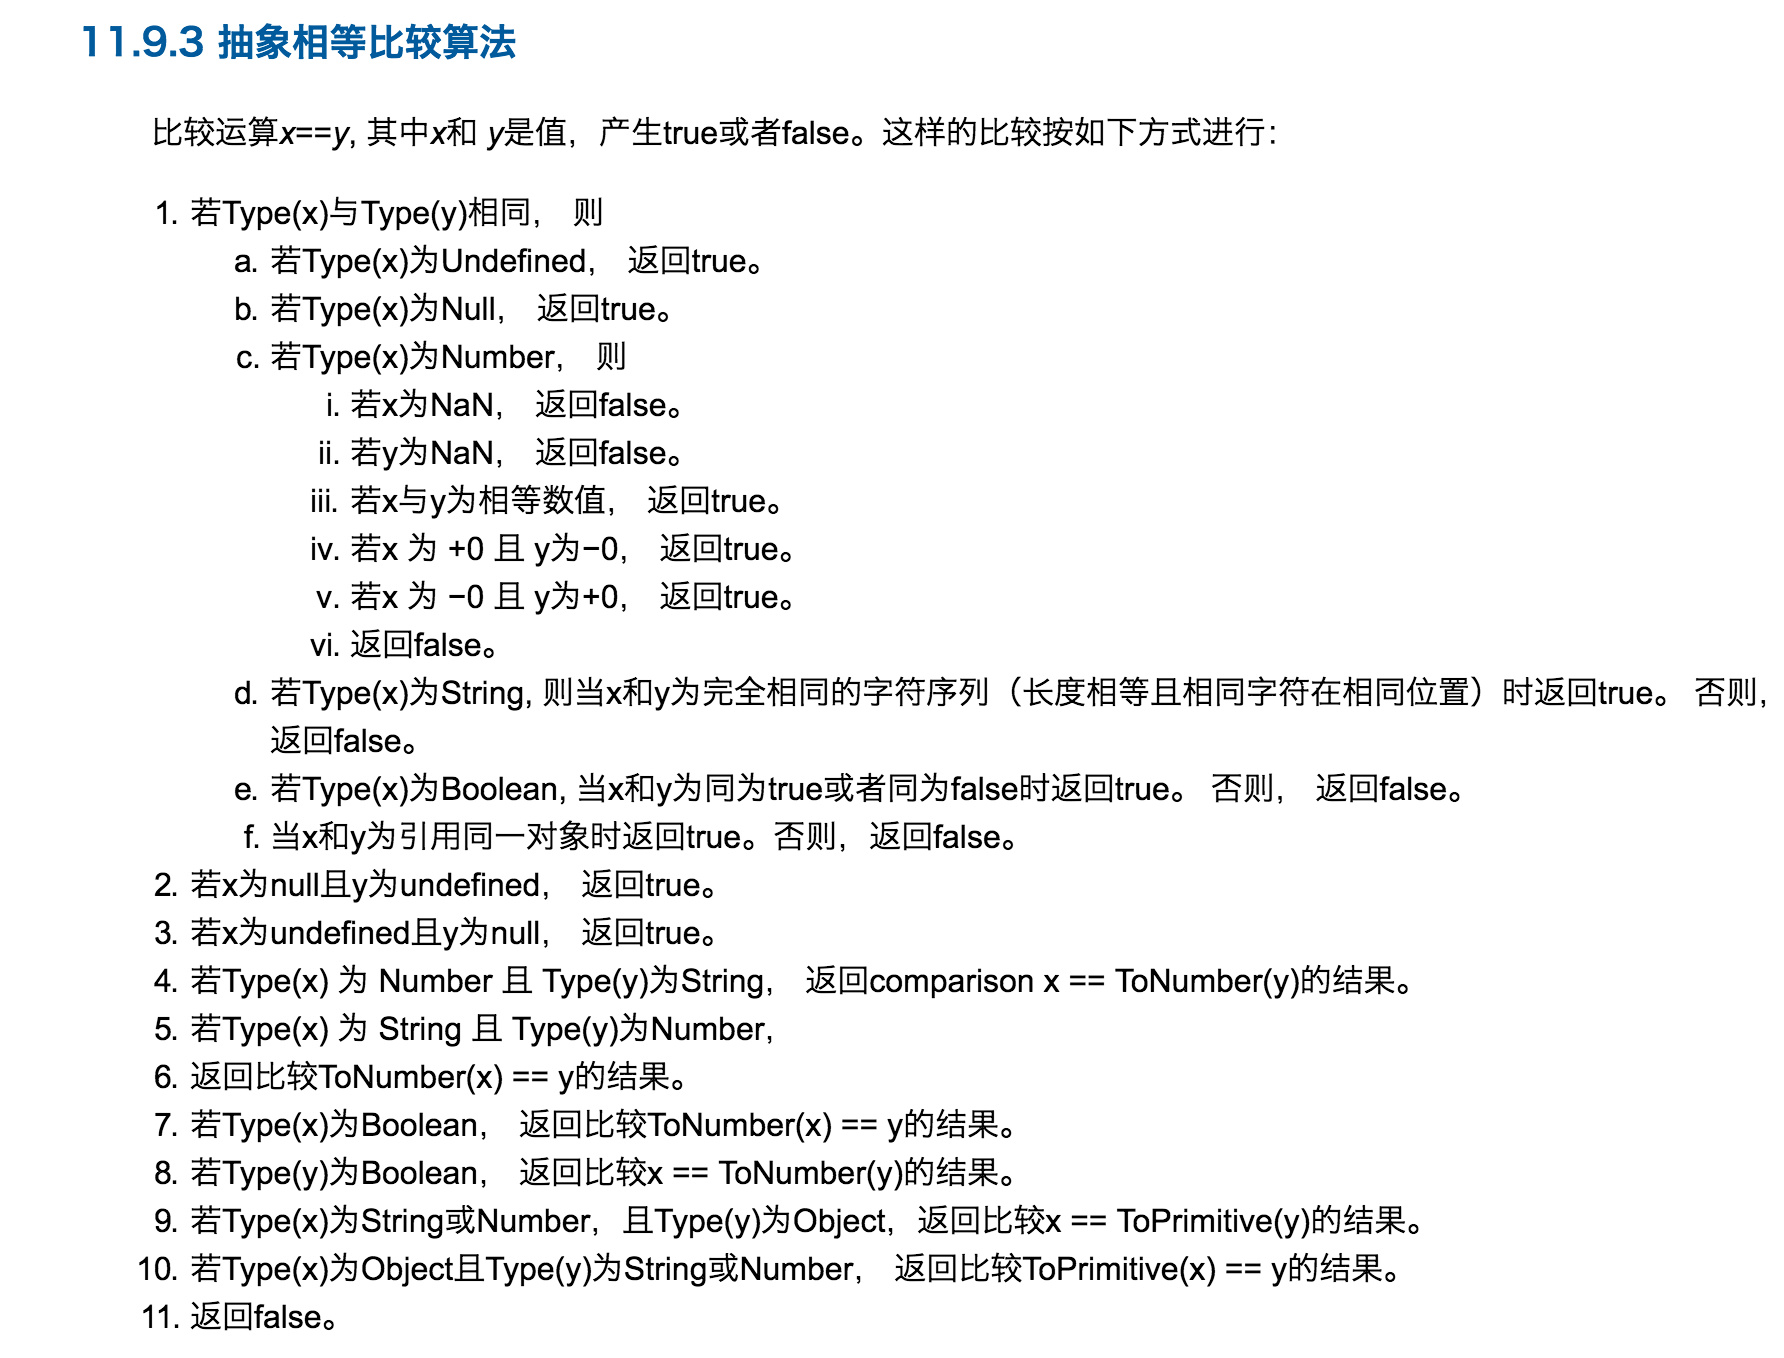 11.9.3 抽象相等比较算法
比较运算x==y, 其中x和 y是值，产生true或者false。这样的比较按如下方式进行：
1. 若Type(x)与Type(y)相同， 则
a. 若Type(x)为Undefined， 返回true。
b. 若Type(x)为Null， 返回true。
c. 若Type(x)为Number， 则
i. 若x为NaN， 返回false。
ii. 若y为NaN， 返回false。
iii. 若x与y为相等数值， 返回true。
iv. 若x 为 +0 且 y为−0， 返回true。
v. 若x 为 −0 且 y为+0， 返回true。
vi. 返回false。
d. 若Type(x)为String, 则当x和y为完全相同的字符序列（长度相等且相同字符在相同位置）时返回true。 否则，
返回false。
e. 若Type(x)为Boolean, 当x和y为同为true或者同为false时返回true。 否则， 返回false。
f. 当x和y为引用同一对象时返回true。否则，返回false。
2. 若x为null且y为undefined， 返回true。
3. 若x为undefined且y为null， 返回true。
4. 若Type(x) 为 Number 且 Type(y)为String， 返回comparison x == ToNumber(y)的结果。
5. 若Type(x) 为 String 且 Type(y)为Number，
6. 返回比较ToNumber(x) == y的结果。
7. 若Type(x)为Boolean， 返回比较ToNumber(x) == y的结果。
8. 若Type(y)为Boolean， 返回比较x == ToNumber(y)的结果。
9. 若Type(x)为String或Number，且Type(y)为Object，返回比较x == ToPrimitive(y)的结果。
10. 若Type(x)为Object且Type(y)为String或Number， 返回比较ToPrimitive(x) == y的结果。
11. 返回false。